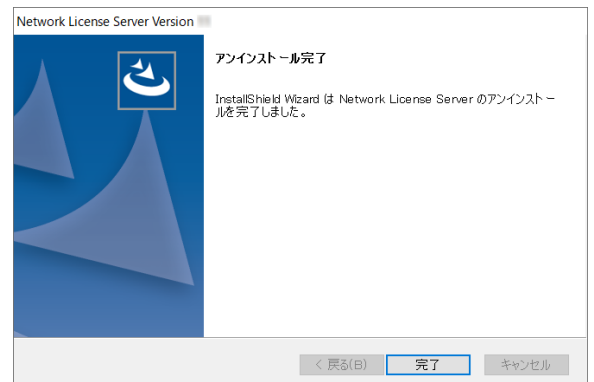 Network License Server Version
アンインストール完了
InstallShield Wizard は Network License Server のアンインストー
ルを完了しました。
< 戻る(B)
完了
キャンセル